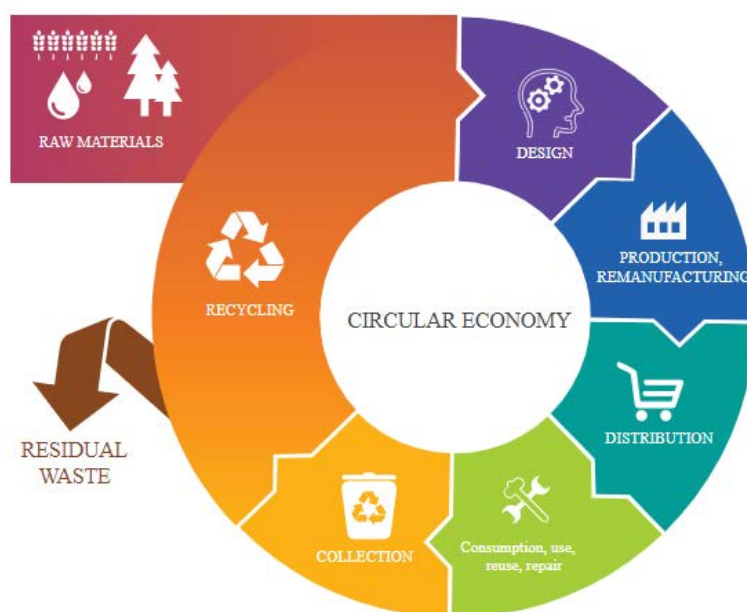 RAW MATERIALS
DESIGN
PRODUCTION,
REMANUFACTURING
RECYCLING
CIRCULAR ECONOMY
DISTRIBUTION
RESIDUAL
WASTE
COLLECTION
Consumption, use,
reuse, repair